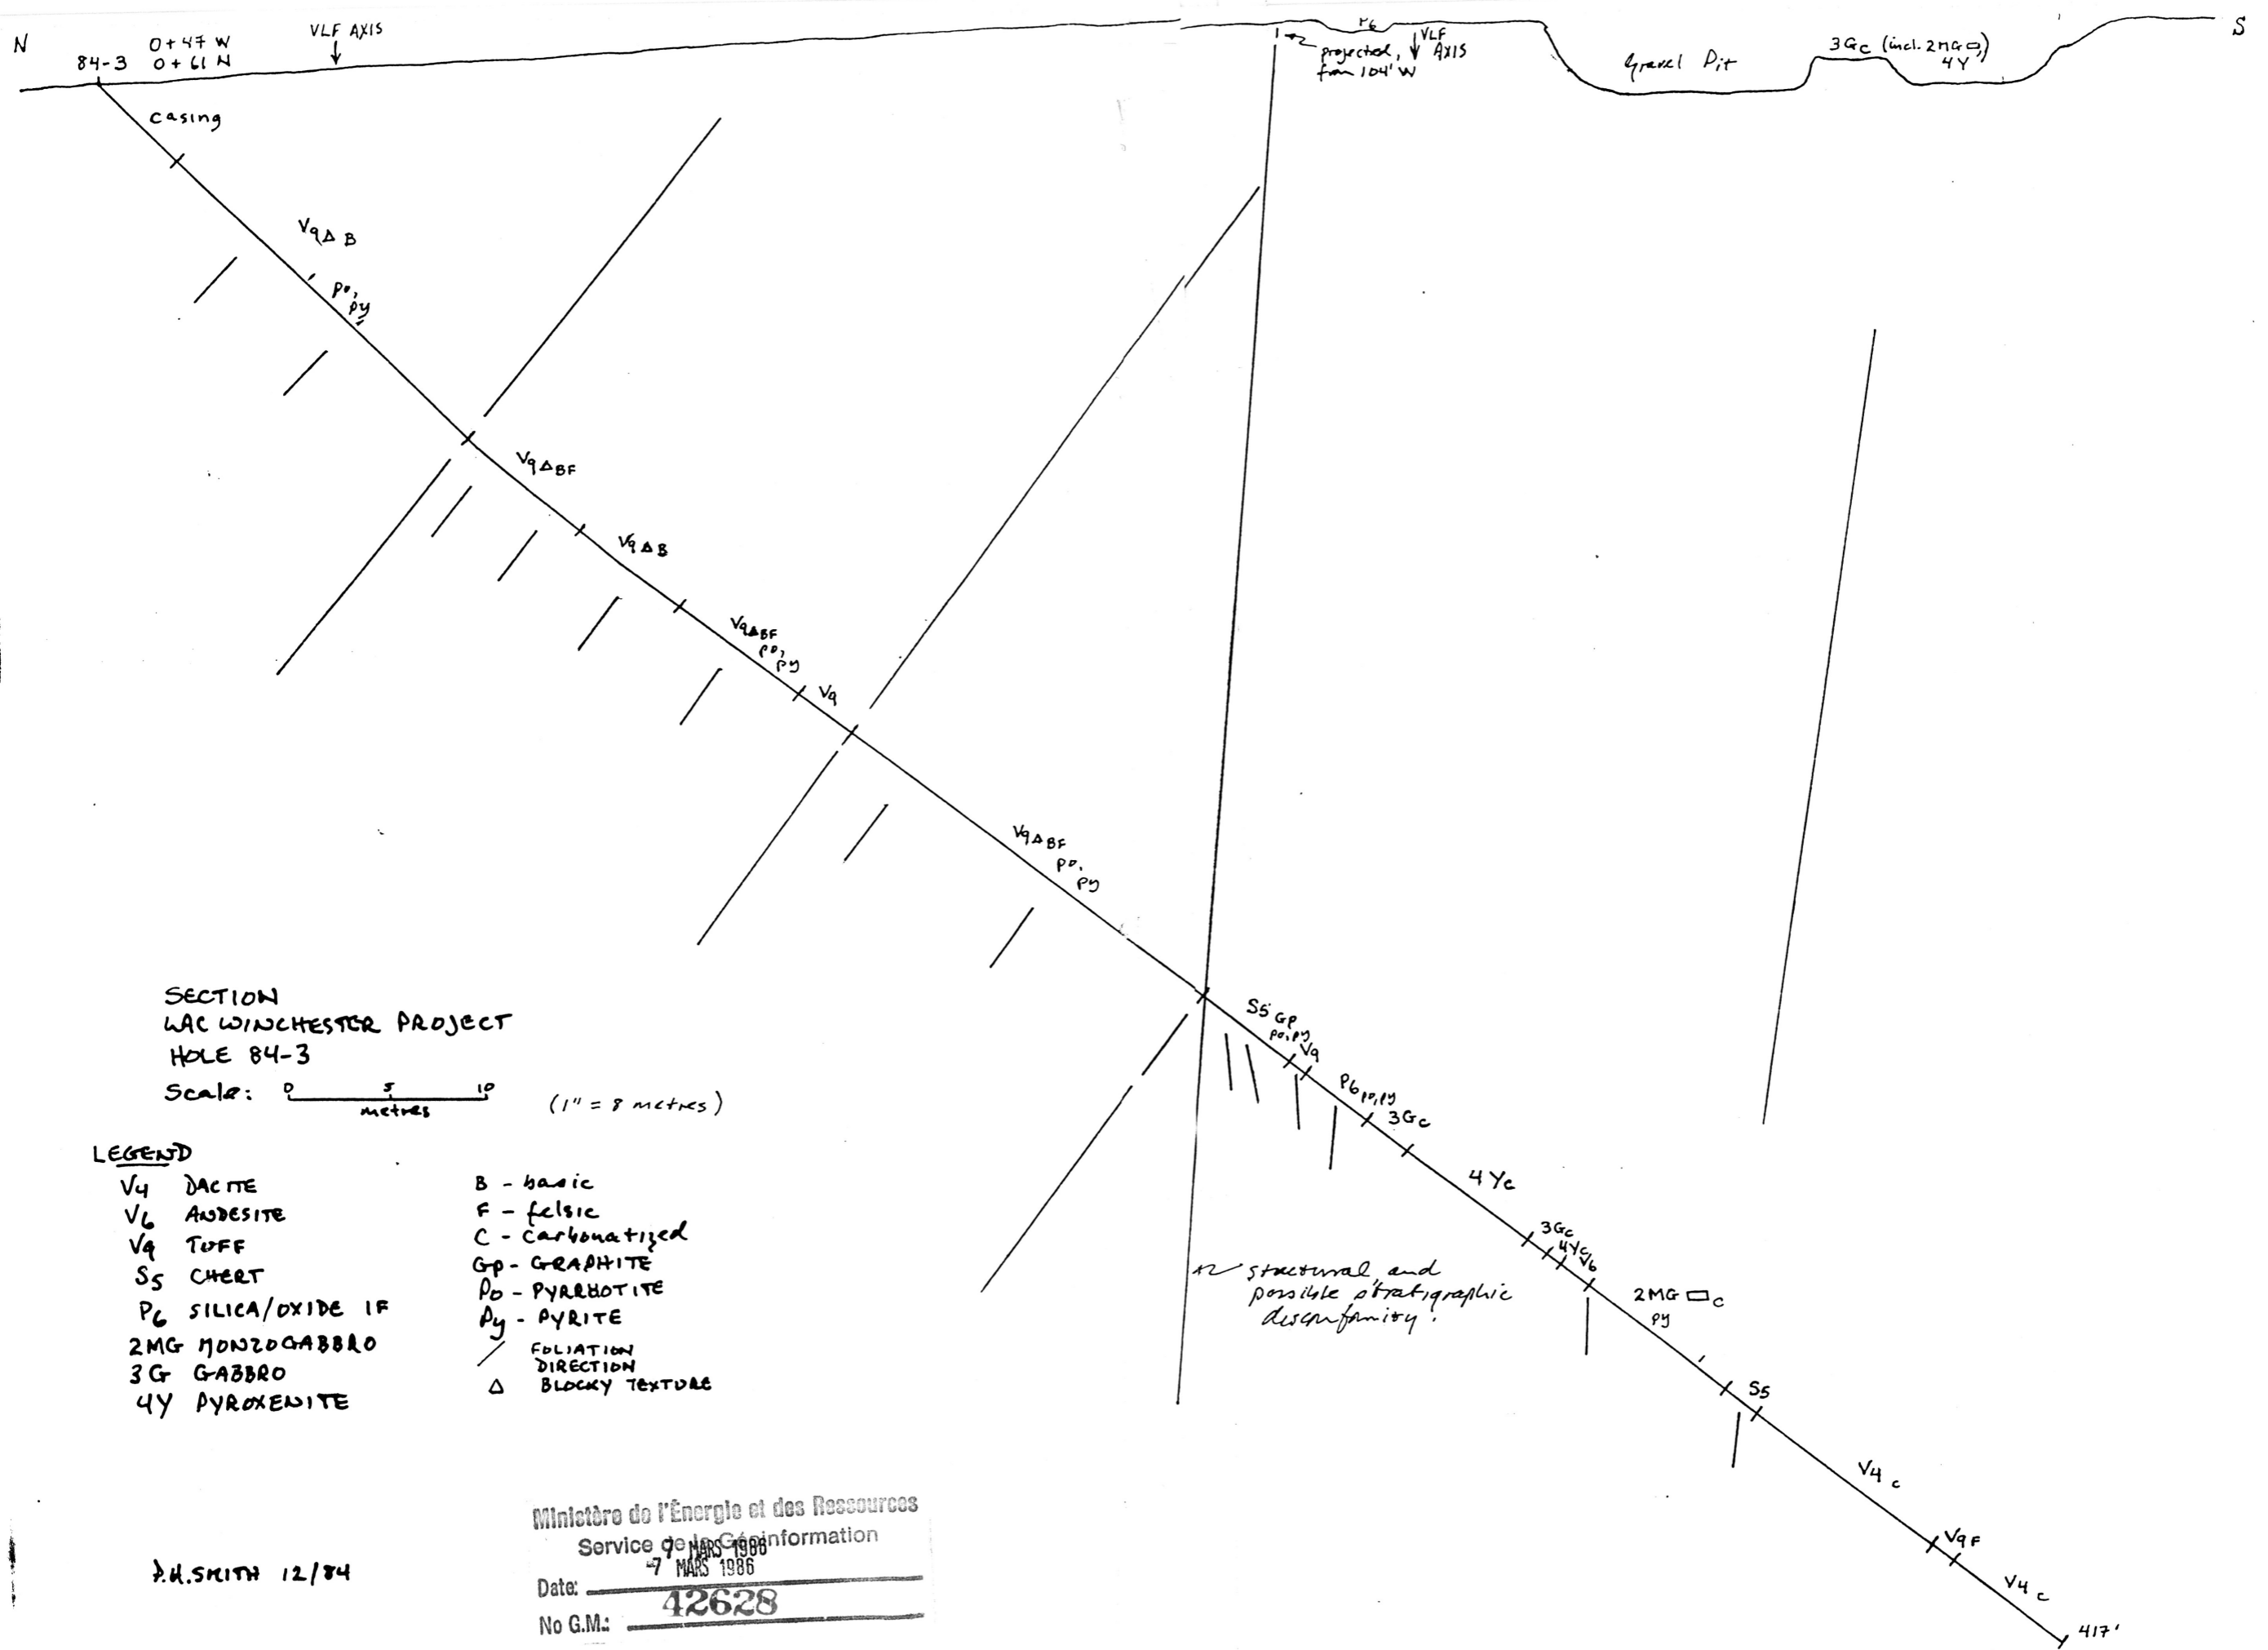 N
S
84-3
0+47 W
0+61 N
VLF AXIS
projected,
from 104' W
P6
VLF
AXIS
Gravel Pit
3Gc (incl. 2MG▭,)
4Y
casing
V9 Δ B
po,
py
V9 Δ BF
V9 Δ B
V9 Δ BF
po,
py
V9
V9 Δ BF
po,
py
S5 Gp
po, py
V9
P6 po, py
3Gc
4Yc
3Gc
4Yc
V6
2MG ▭ c
py
S5
V4 c
V9 F
V4 c
417'
structural, and
possible stratigraphic
disconformity.
SECTION
LAC WINCHESTER PROJECT
HOLE 84-3
Scale: 0 5 10
metres
(1" = 8 metres)
LEGEND
V4 DACITE
V6 ANDESITE
V9 TUFF
S5 CHERT
P6 SILICA/OXIDE IF
2MG MONZOGABBRO
3G GABBRO
4Y PYROXENITE
B - basic
F - felsic
C - carbonatized
Gp - GRAPHITE
Po - PYRRHOTITE
Py - PYRITE
/ FOLIATION
DIRECTION
Δ BLOCKY TEXTURE
P.H.SMITH 12/84
Ministère de l'Énergie et des Ressources
Service de la Géoinformation
7 MARS 1986
-7 MARS 1986
Date:
42628
No G.M.: